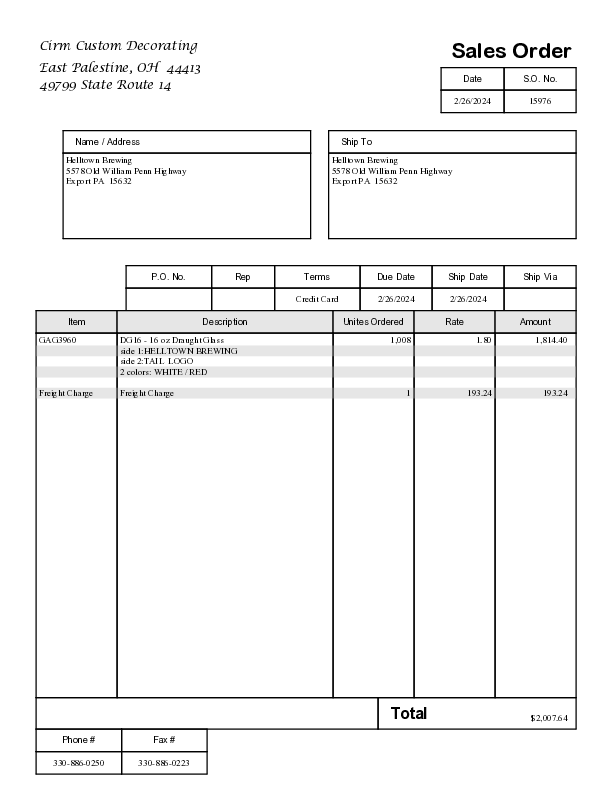 Cirm Custom Decorating
East Palestine, OH 44413
49799 State Route 14
Sales Order
Date S.O. No.
2/26/2024 15976
Name / Address
Helltown Brewing
5578 Old William Penn Highway
Export PA 15632
Ship To
Helltown Brewing
5578 Old William Penn Highway
Export PA 15632
P.O. No. Rep Terms Due Date Ship Date Ship Via
Credit Card 2/26/2024 2/26/2024
Item Description Unites Ordered Rate Amount
GAG3960 DG16 - 16 oz Draught Glass 1,008 1.80 1,814.40
side 1:HELLTOWN BREWING
side 2:TAIL LOGO
2 colors: WHITE / RED
Freight Charge Freight Charge 1 193.24 193.24
Total $2,007.64
Phone # Fax #
330-886-0250 330-886-0223